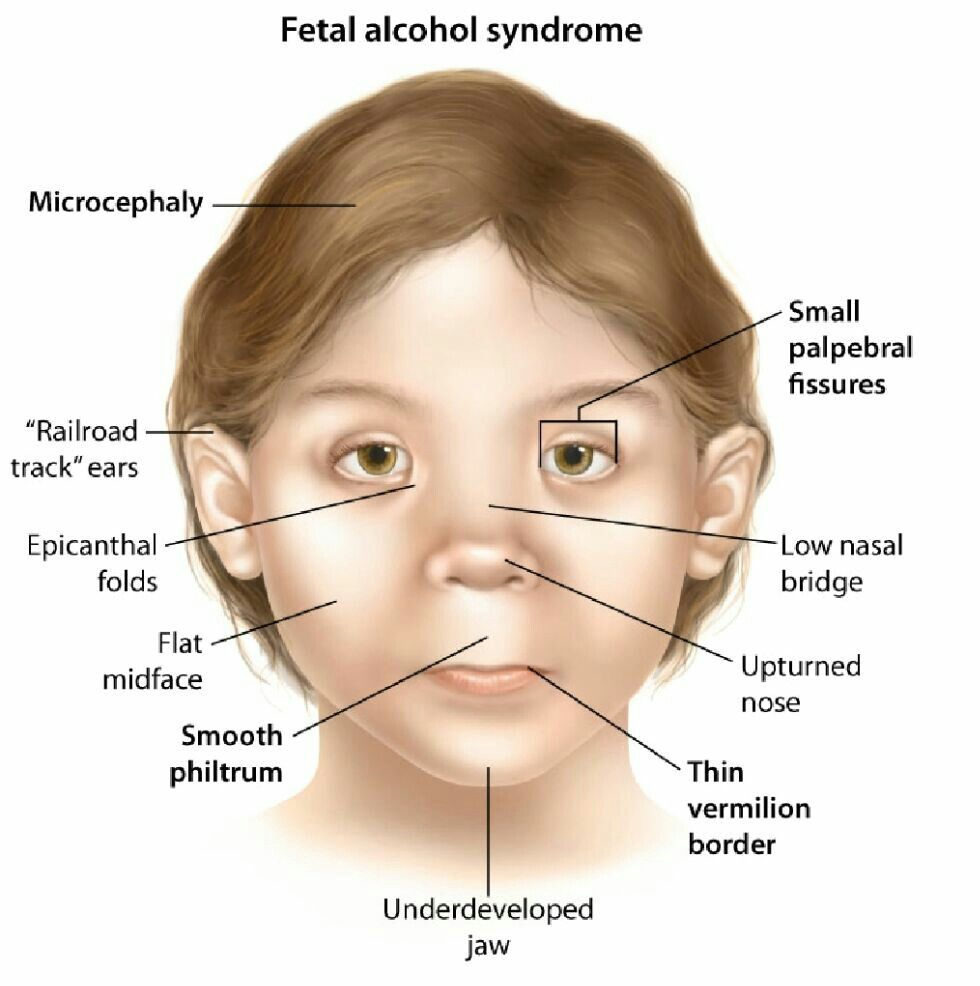 Fetal alcohol syndrome
Microcephaly
Small
palpebral
fissures
“Railroad
track” ears
Epicanthal
folds
Low nasal
bridge
Flat
midface
Upturned
nose
Smooth
philtrum
Thin
vermilion
border
Underdeveloped
jaw